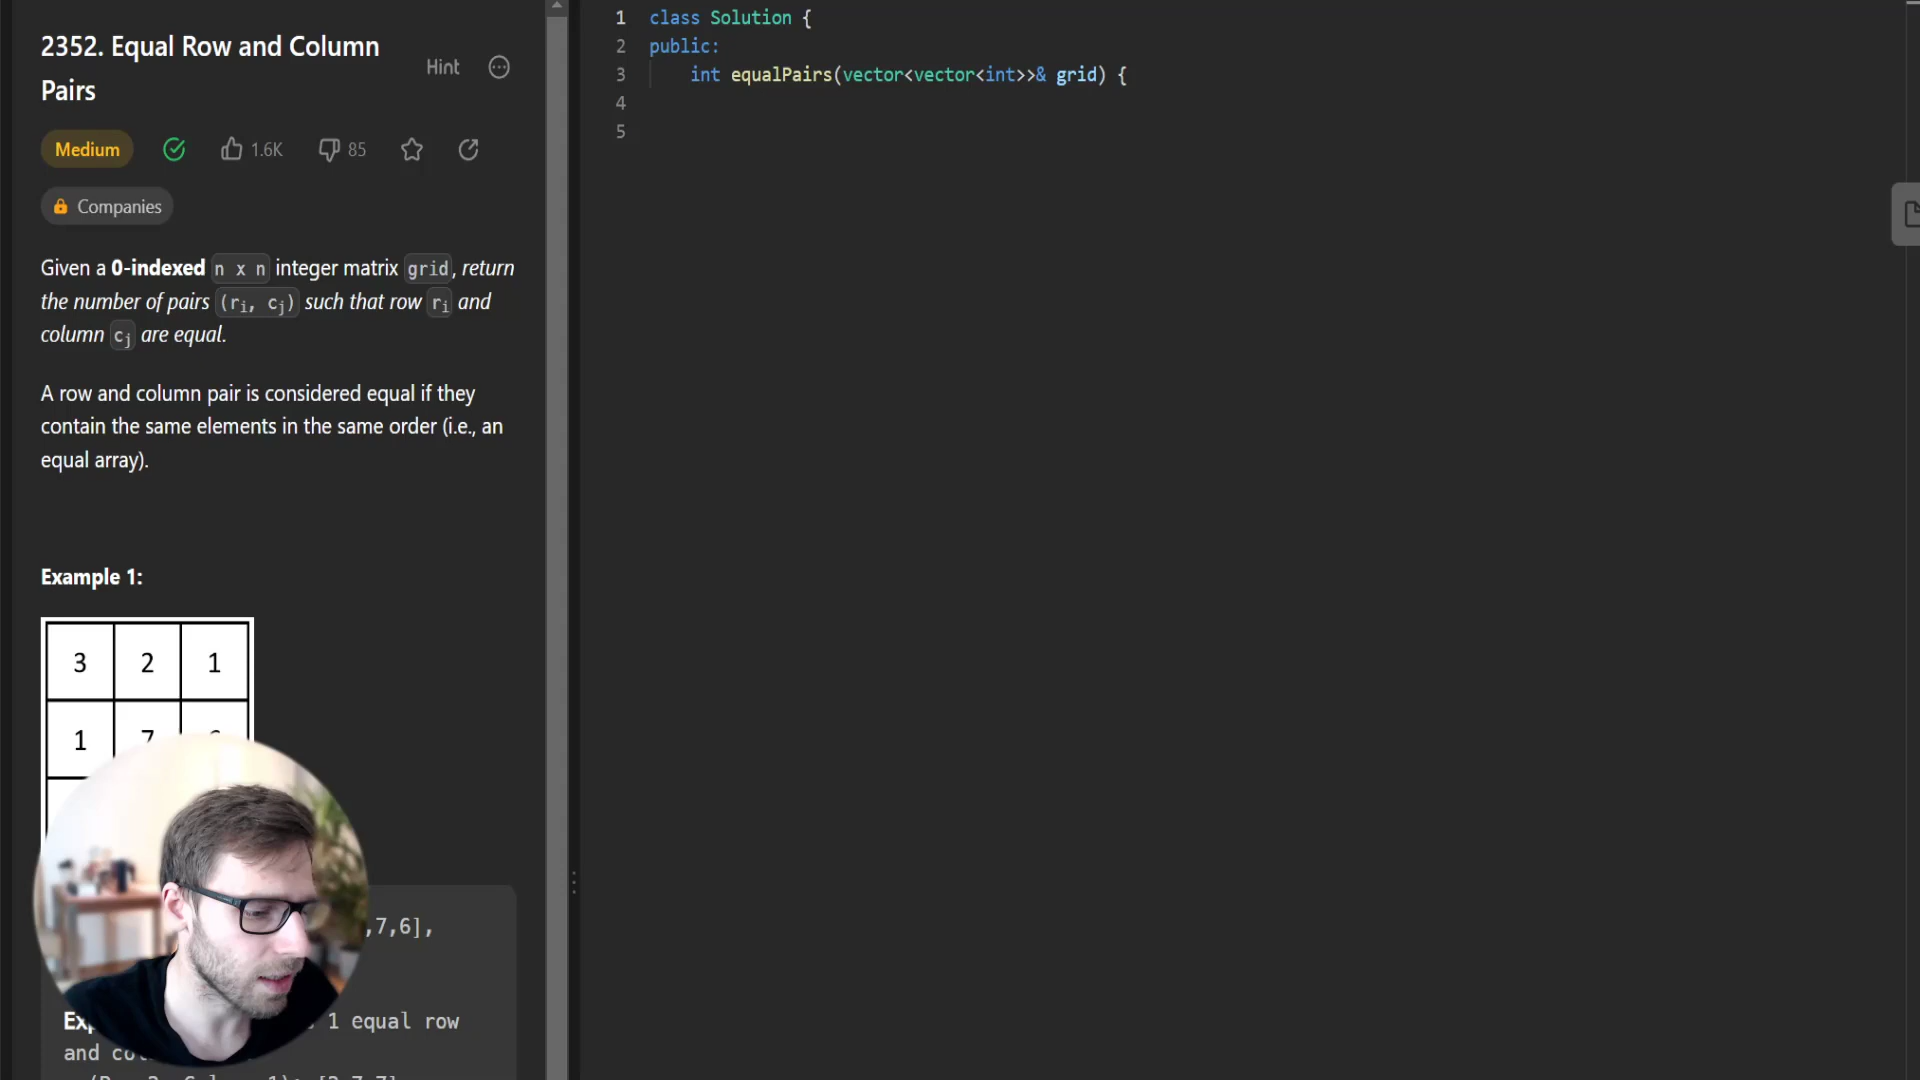 2352. Equal Row and Column
Pairs
Hint
Medium
1.6K
85
Companies
Given a 0-indexed n x n integer matrix grid, return
the number of pairs (ri, cj) such that row ri and
column cj are equal.
A row and column pair is considered equal if they
contain the same elements in the same order (i.e., an
equal array).
Example 1:
3 2 1
1 7
,7,6],
1 equal row
and
1 class Solution {
2 public:
3 int equalPairs(vector<vector<int>>& grid) {
4
5